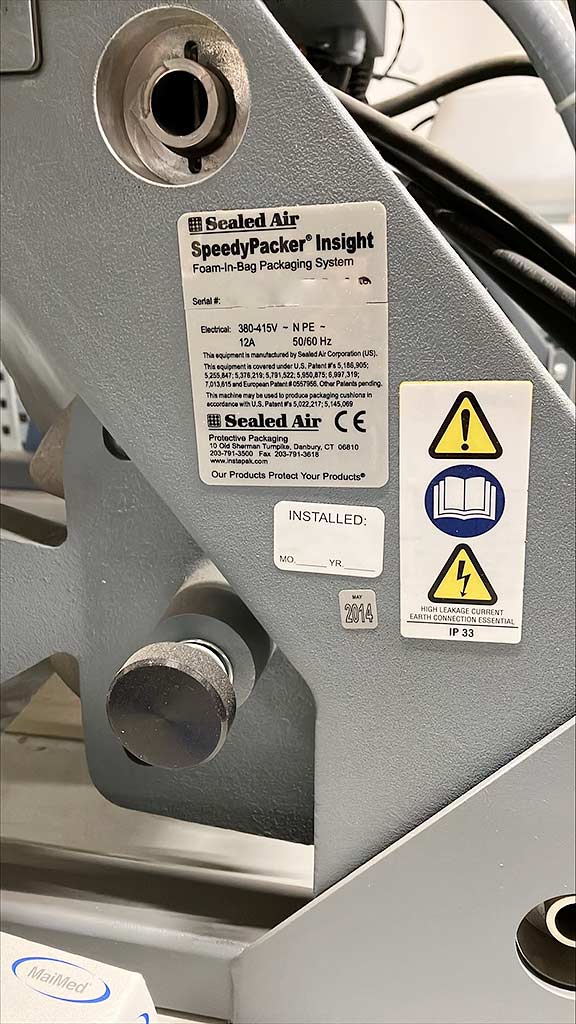 Sealed Air
SpeedyPacker® Insight
Foam-In-Bag Packaging System
Serial #:
Electrical: 380-415V ~ N PE ~
12A 50/60 Hz
This equipment is manufactured by Sealed Air Corporation (US).
This equipment is covered under U.S. Patent #'s 5,186,905;
5,255,847; 5,376,219; 5,791,522; 5,950,875; 6,997,319;
7,013,615 and European Patent # 0557956, Other Patents pending.
This machine may be used to produce packaging cushions in
accordance with U.S. Patent #'s 5,022,217; 5,145,069
Sealed Air CE
Protective Packaging
10 Old Sherman Turnpike, Danbury, CT 06810
203-791-3500 Fax 203-791-3618
www.instapak.com
Our Products Protect Your Products®
INSTALLED:
MO.______ YR.______
MAY
2014
HIGH LEAKAGE CURRENT
EARTH CONNECTION ESSENTIAL
IP 33
MaiMed®